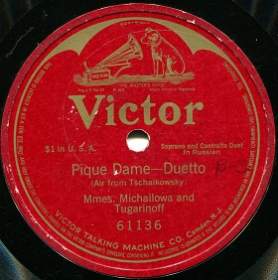 Victor
$1 in U. S. A.
Soprano and Contralto Duet
in Russian
Pique Dame—Duetto
(Air from Tschaikowsky
Mmes. Michailowa and
Tugarinoff
61136
VICTOR TALKING MACHINE CO. Camden, N. J.